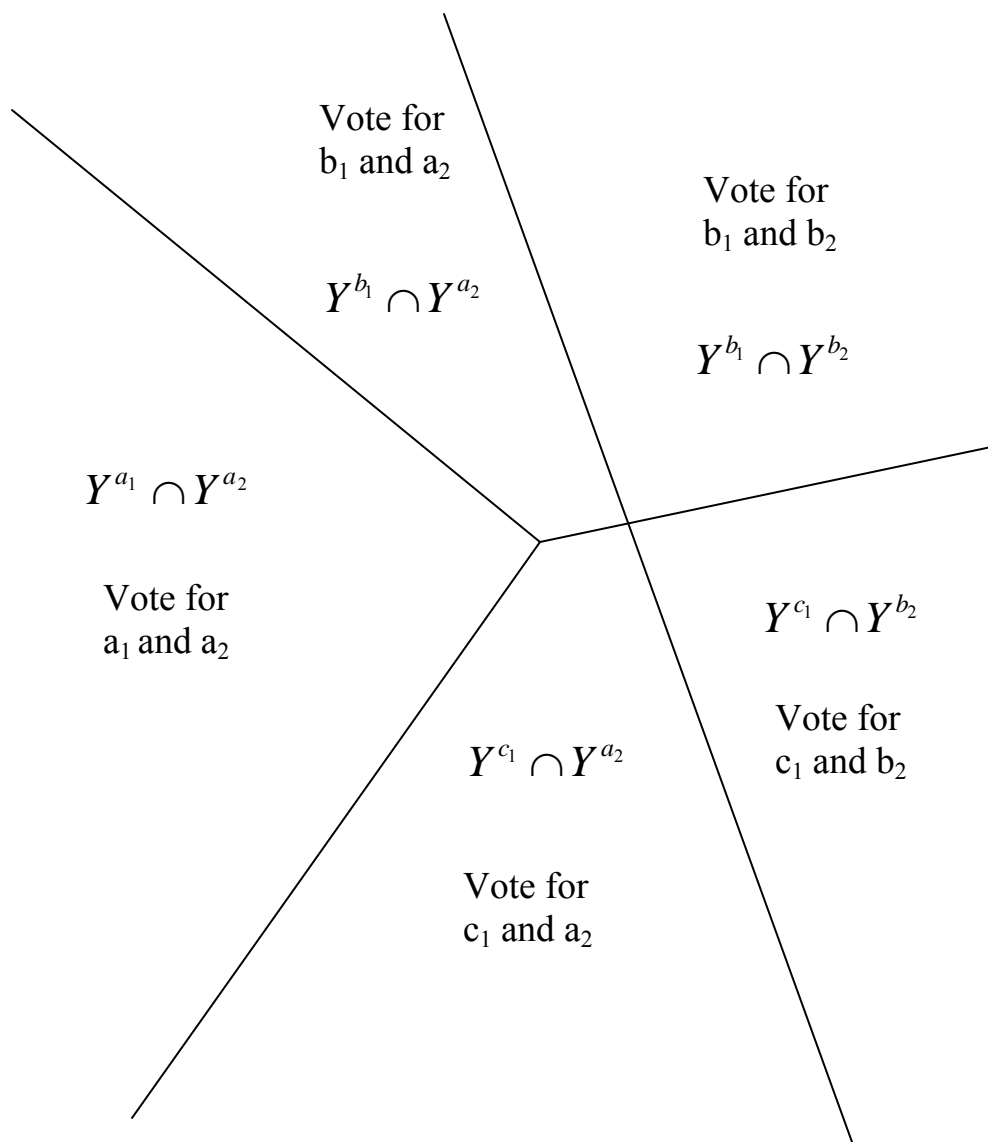 Vote for
b₁ and a₂
Y^{b₁} ∩ Y^{a₂}
Vote for
b₁ and b₂
Y^{b₁} ∩ Y^{b₂}
Y^{a₁} ∩ Y^{a₂}
Vote for
a₁ and a₂
Y^{c₁} ∩ Y^{b₂}
Vote for
c₁ and b₂
Y^{c₁} ∩ Y^{a₂}
Vote for
c₁ and a₂